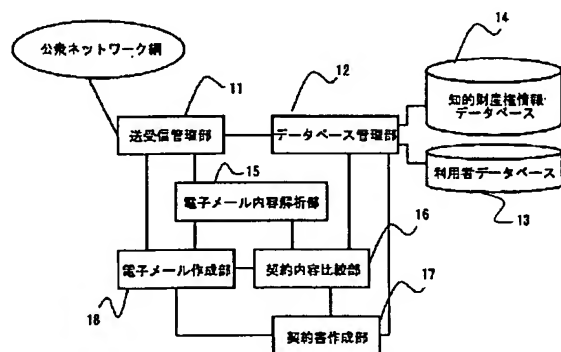 公衆ネットワーク網
14
知的財産権情報
データベース
11
12
送受信管理部
データベース管理部
15
電子メール内容解析部
利用者データベース
13
16
電子メール作成部
契約内容比較部
17
18
契約書作成部